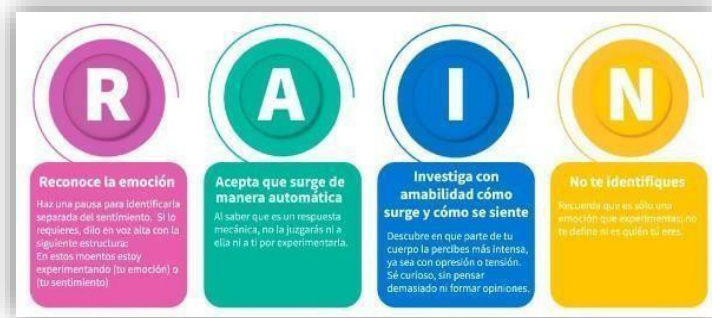 R
Reconoce la emoción
Haz una pausa para identificarla
separada del sentimiento. Si lo
requieres, dilo en voz alta con la
siguiente estructura:
En estos moentos estoy
experimentando (tu emoción) o
(tu sentimiento)
A
Acepta que surge de
manera automática
Al saber que es un respuesta
mecánica, no la juzgarás ni a
ella ni a ti por experimentarla.
I
Investiga con
amabilidad cómo
surge y cómo se siente
Descubre en que parte de tu
cuerpo la percibes más intensa,
ya sea con opresión o tensión.
Sé curioso, sin pensar
demasiado ni formar opiniones.
N
No te identifiques
Recuerda que es sólo una
emoción que experimentas; no
te define ni es quién tú eres.